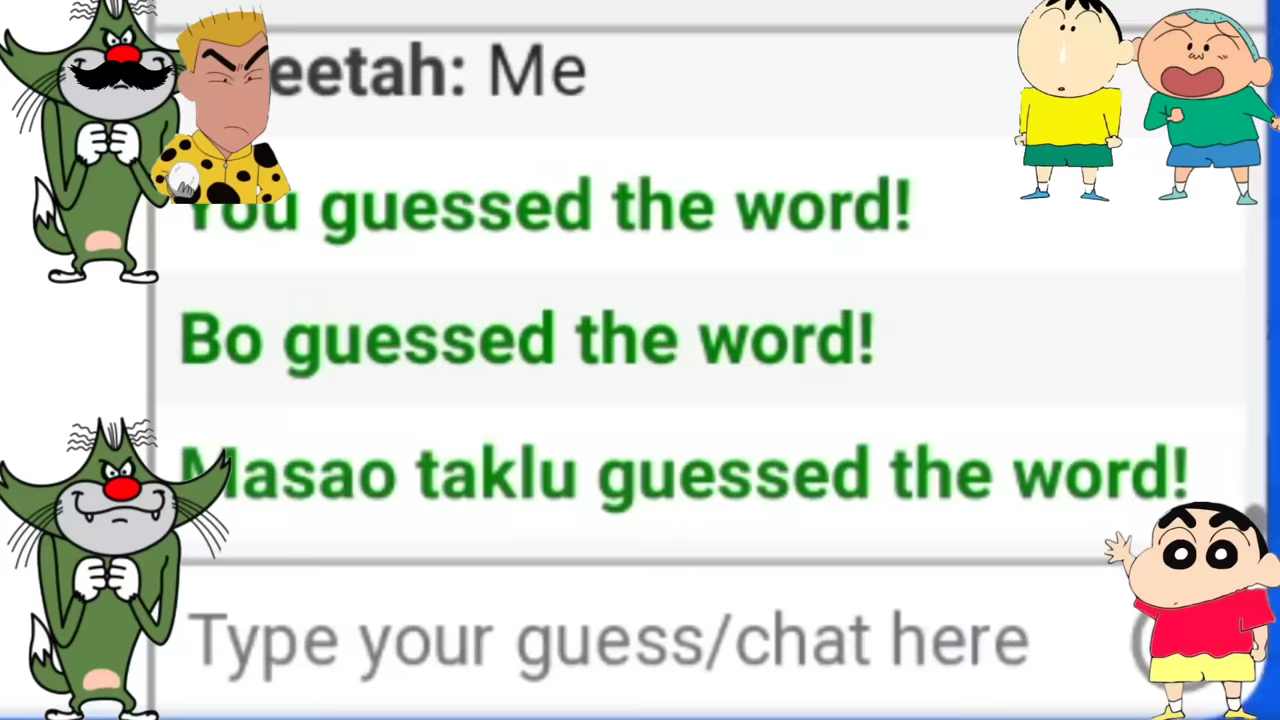 eetah: Me
You guessed the word!
Bo guessed the word!
Masao taklu guessed the word!
Type your guess/chat here